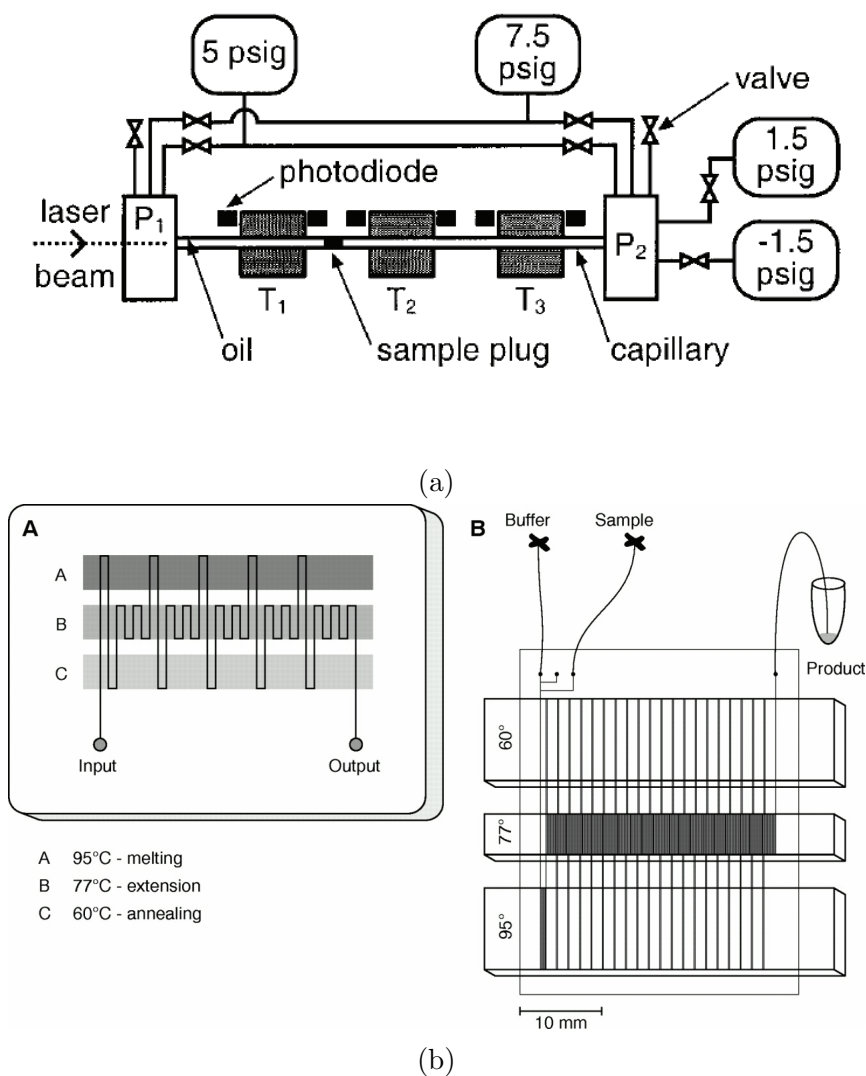 5 psig
7.5
psig
valve
1.5
psig
photodiode
laser
beam
P1
P2
-1.5
psig
T1
T2
T3
oil
sample plug
capillary
(a)
A
A
B
C
Input
Output
A 95°C - melting
B 77°C - extension
C 60°C - annealing
B
Buffer
Sample
Product
60°
77°
95°
10 mm
(b)